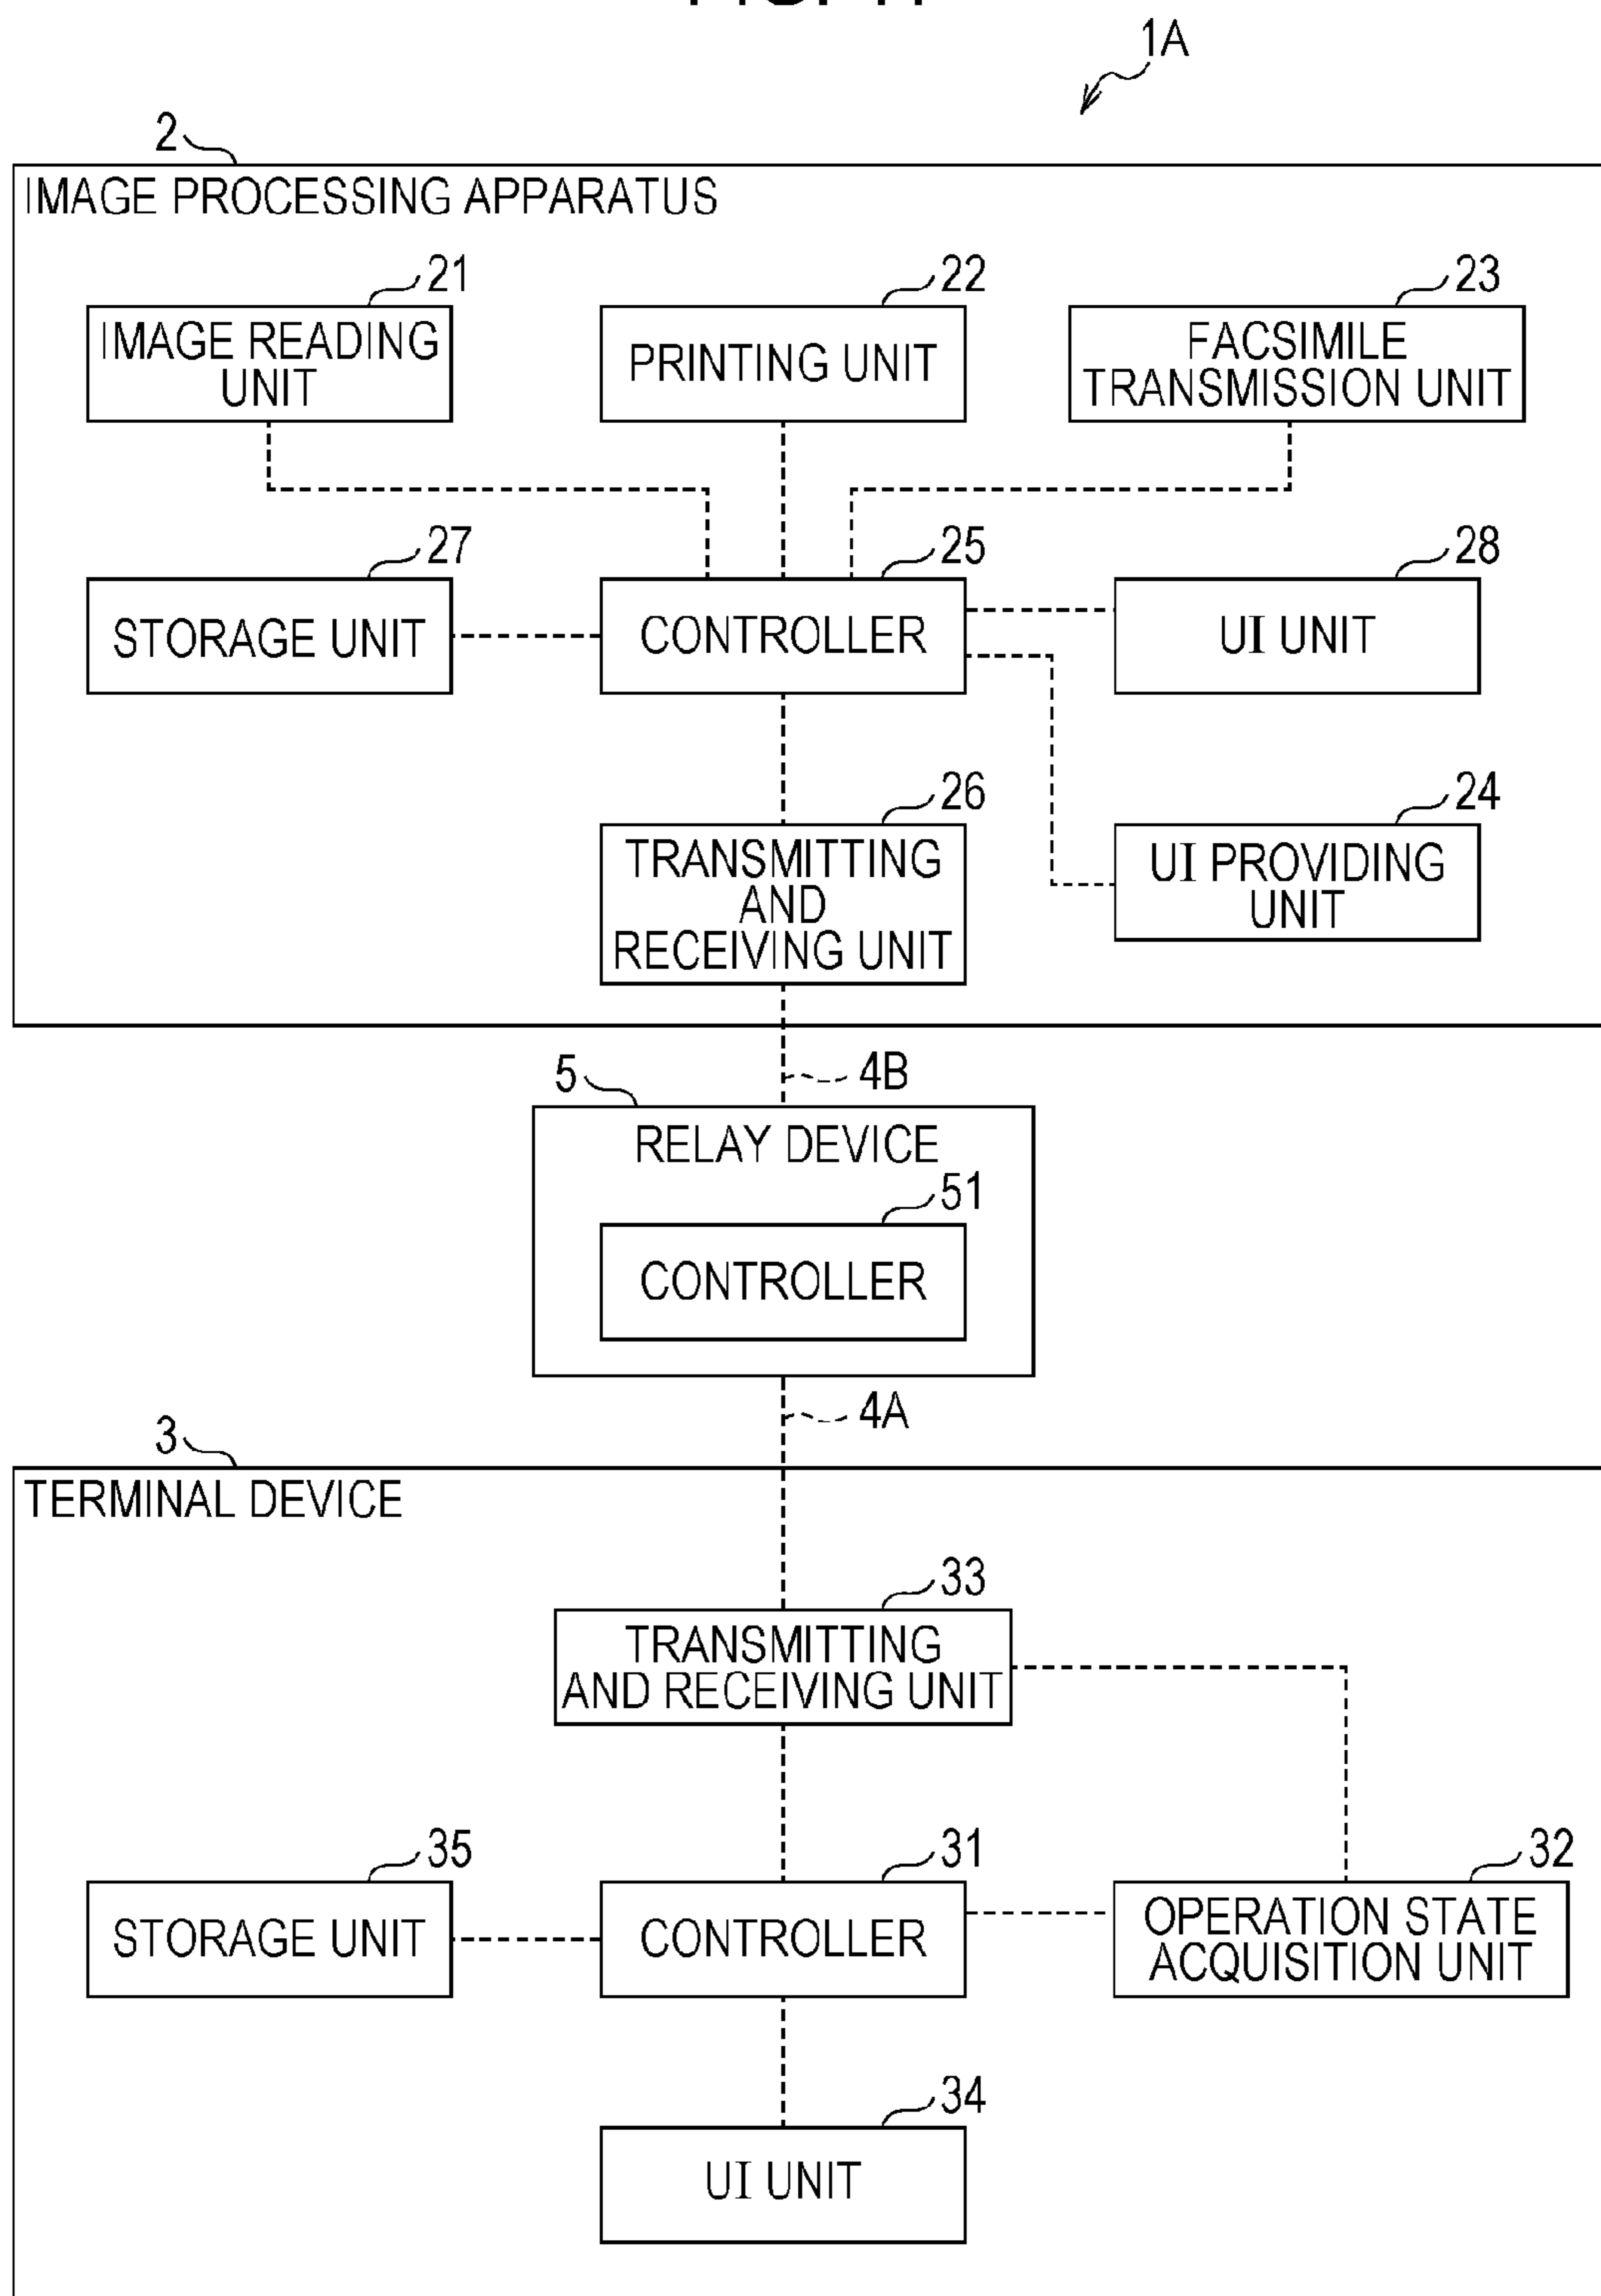 1A
2
IMAGE PROCESSING APPARATUS
21
22
23
IMAGE READING
UNIT
PRINTING UNIT
FACSIMILE
TRANSMISSION UNIT
27
25
28
STORAGE UNIT
CONTROLLER
UI UNIT
26
24
TRANSMITTING
AND
RECEIVING UNIT
UI PROVIDING
UNIT
4B
5
RELAY DEVICE
51
CONTROLLER
4A
3
TERMINAL DEVICE
33
TRANSMITTING
AND RECEIVING UNIT
35
31
32
STORAGE UNIT
CONTROLLER
OPERATION STATE
ACQUISITION UNIT
34
UI UNIT